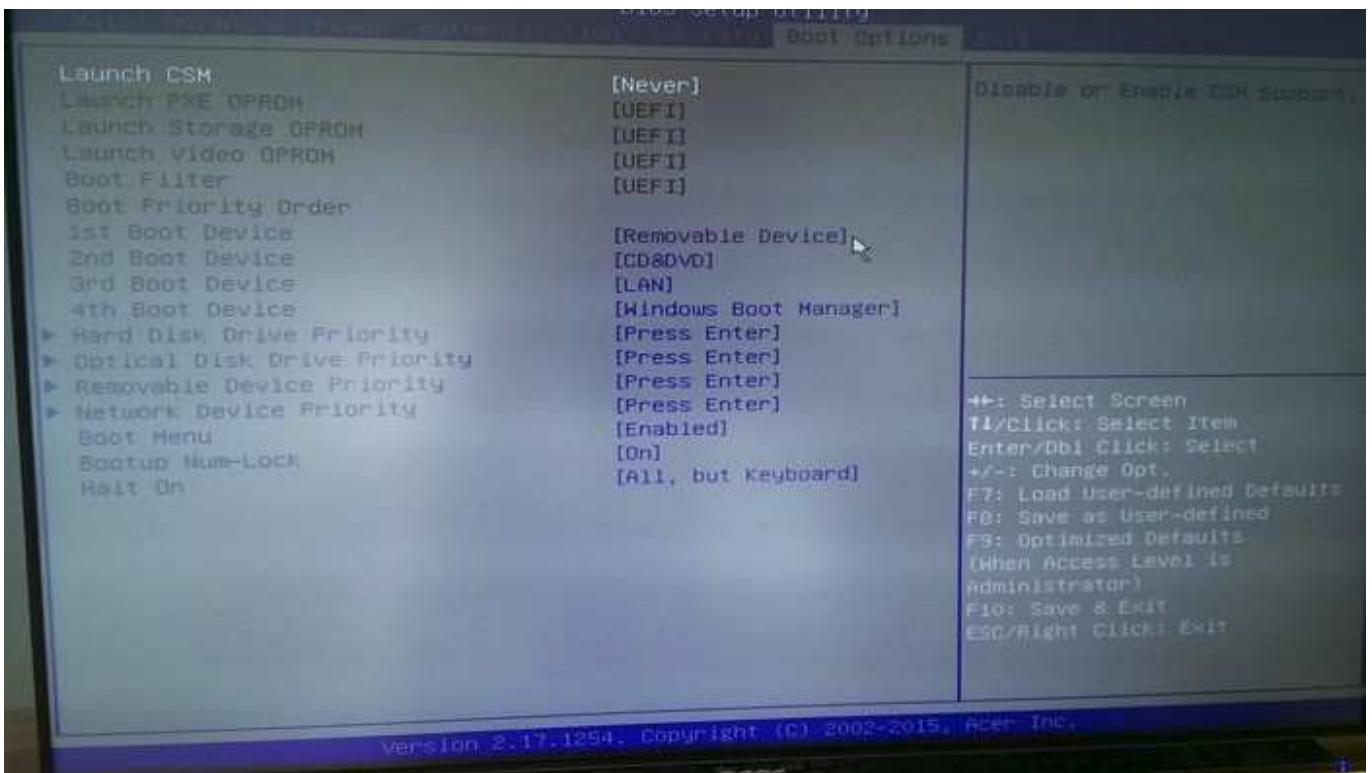 BIOS Setup Utility
Boot Options
Launch CSM [Never]
Launch PXE OPROM [UEFI]
Launch Storage OPROM [UEFI]
Launch Video OPROM [UEFI]
Boot Filter [UEFI]
Boot Priority Order
1st Boot Device [Removable Device]
2nd Boot Device [CD&DVD]
3rd Boot Device [LAN]
4th Boot Device [Windows Boot Manager]
Hard Disk Drive Priority [Press Enter]
Optical Disk Drive Priority [Press Enter]
Removable Device Priority [Press Enter]
Network Device Priority [Press Enter]
Boot Menu [Enabled]
Bootup Num-Lock [On]
Halt On [All, but Keyboard]
Disable or Enable CSM Support.
→←: Select Screen
↑↓/Click: Select Item
Enter/Dbl Click: Select
+/-: Change Opt.
F7: Load User-defined Defaults
F8: Save as User-defined
F9: Optimized Defaults
(When Access Level is
Administrator)
F10: Save & Exit
ESC/Right Click: Exit
Version 2.17.1254. Copyright (C) 2002-2015, Acer Inc.